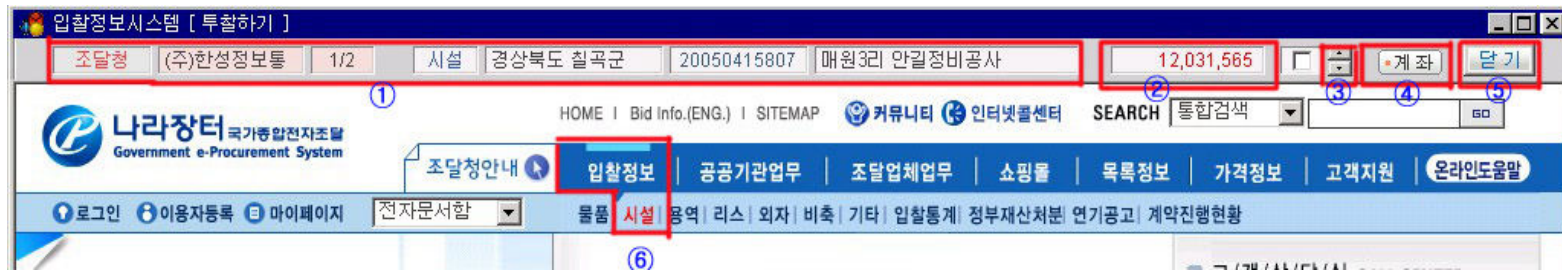 입찰정보시스템 [ 투찰하기 ]
조달청 (주)한성정보통 1/2 시설 경상북도 칠곡군 20050415807 매원3리 안길정비공사 12,031,565 계 좌 닫 기
① ② ③ ④ ⑤
HOME | Bid Info.(ENG.) | SITEMAP 커뮤니티 인터넷콜센터 SEARCH 통합검색 GO
나라장터 국가종합전자조달
Government e-Procurement System
조달청안내 입찰정보 | 공공기관업무 | 조달업체업무 | 쇼핑몰 | 목록정보 | 가격정보 | 고객지원 | 온라인도움말
로그인 이용자등록 마이페이지 전자문서함 물품 시설 용역| 리스| 외자| 비축| 기타| 입찰통계| 정부재산처분| 연기공고| 계약진행현황
⑥